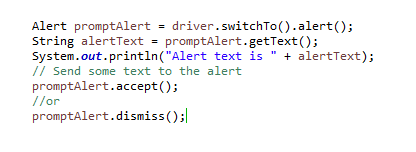 Alert promptAlert = driver.switchTo().alert();
String alertText = promptAlert.getText();
System.out.println("Alert text is " + alertText);
// Send some text to the alert
promptAlert.accept();
//or
promptAlert.dismiss();